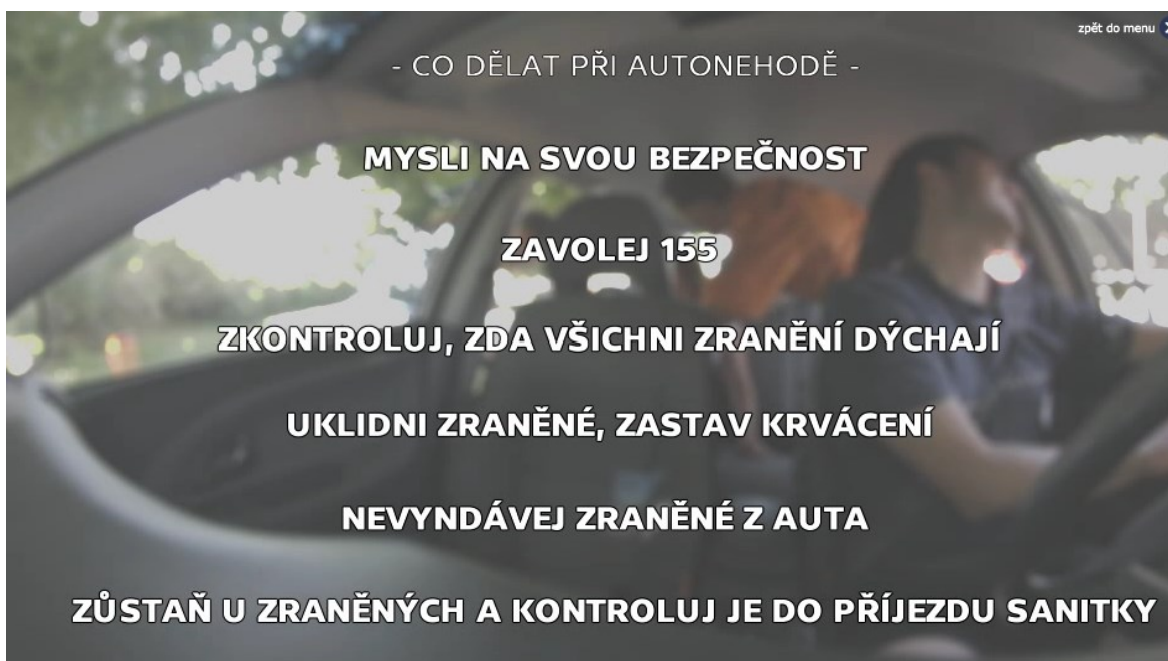 zpět do menu
- CO DĚLAT PŘI AUTONEHODĚ -
MYSLI NA SVOU BEZPEČNOST
ZAVOLEJ 155
ZKONTROLUJ, ZDA VŠICHNI ZRANĚNÍ DÝCHAJÍ
UKLIDNI ZRANĚNÉ, ZASTAV KRVÁCENÍ
NEVYNDÁVEJ ZRANĚNÉ Z AUTA
ZŮSTAŇ U ZRANĚNÝCH A KONTROLUJ JE DO PŘÍJEZDU SANITKY